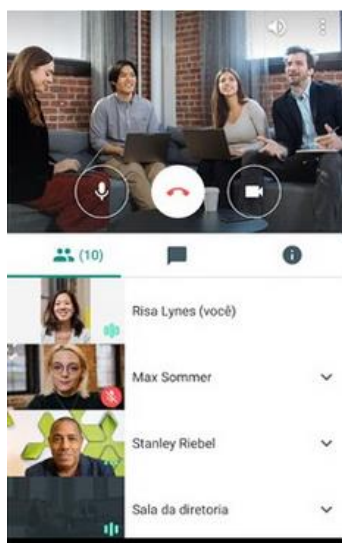 (10)
Risa Lynes (você)
Max Sommer
Stanley Riebel
Sala da diretoria